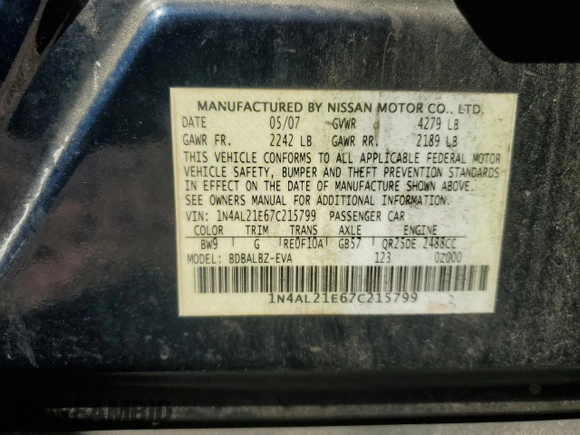 MANUFACTURED BY NISSAN MOTOR CO., LTD.
DATE 05/07 GVWR 4279 LB
GAWR FR. 2242 LB GAWR RR. 2189 LB
THIS VEHICLE CONFORMS TO ALL APPLICABLE FEDERAL MOTOR
VEHICLE SAFETY, BUMPER AND THEFT PREVENTION STANDARDS
IN EFFECT ON THE DATE OF MANUFACTURE SHOWN ABOVE.
SEE OWNERS MANUAL FOR ADDITIONAL INFORMATION.
VIN: 1N4AL21E67C215799 PASSENGER CAR
COLOR TRIM TRANS AXLE ENGINE
BW9 G RE0F10A GB57 QR25DE 2488CC
MODEL: BDBALBZ-EVA 123 0Z000
1N4AL21E67C215799